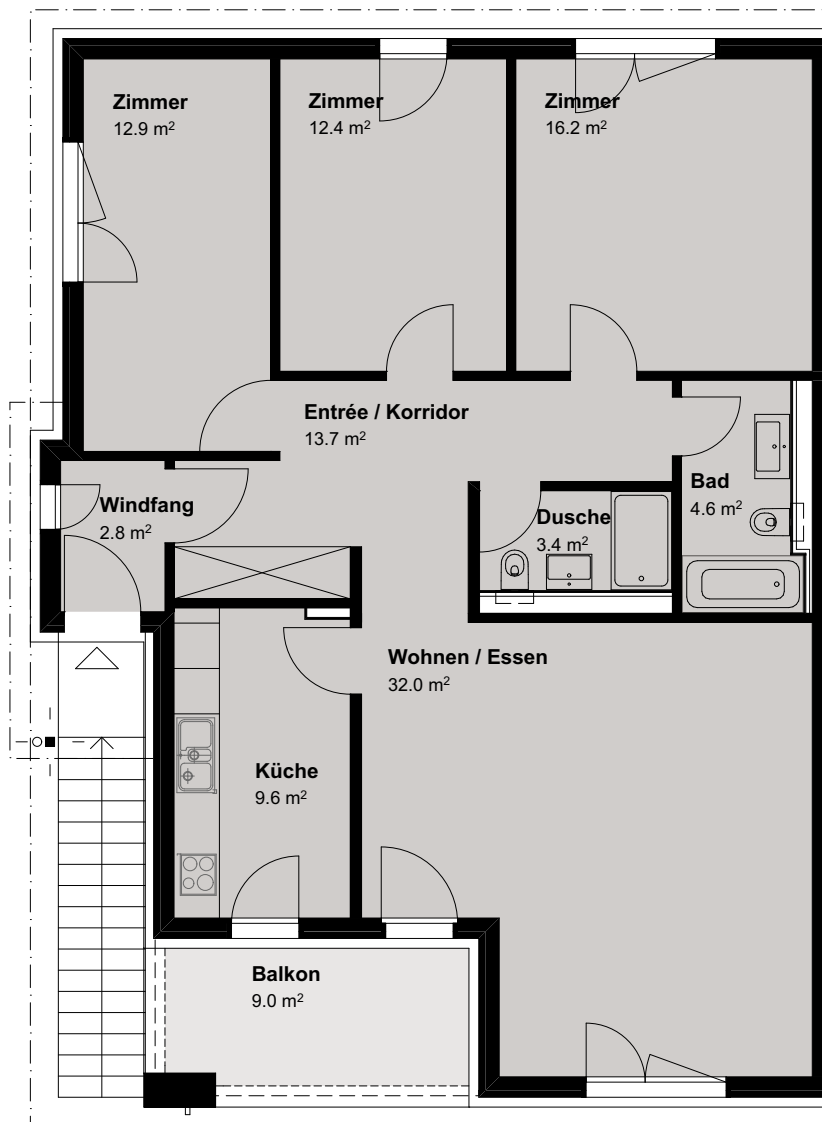 Zimmer
12.9 m²
Zimmer
12.4 m²
Zimmer
16.2 m²
Entrée / Korridor
13.7 m²
Windfang
2.8 m²
Bad
4.6 m²
Dusche
3.4 m²
Wohnen / Essen
32.0 m²
Küche
9.6 m²
Balkon
9.0 m²